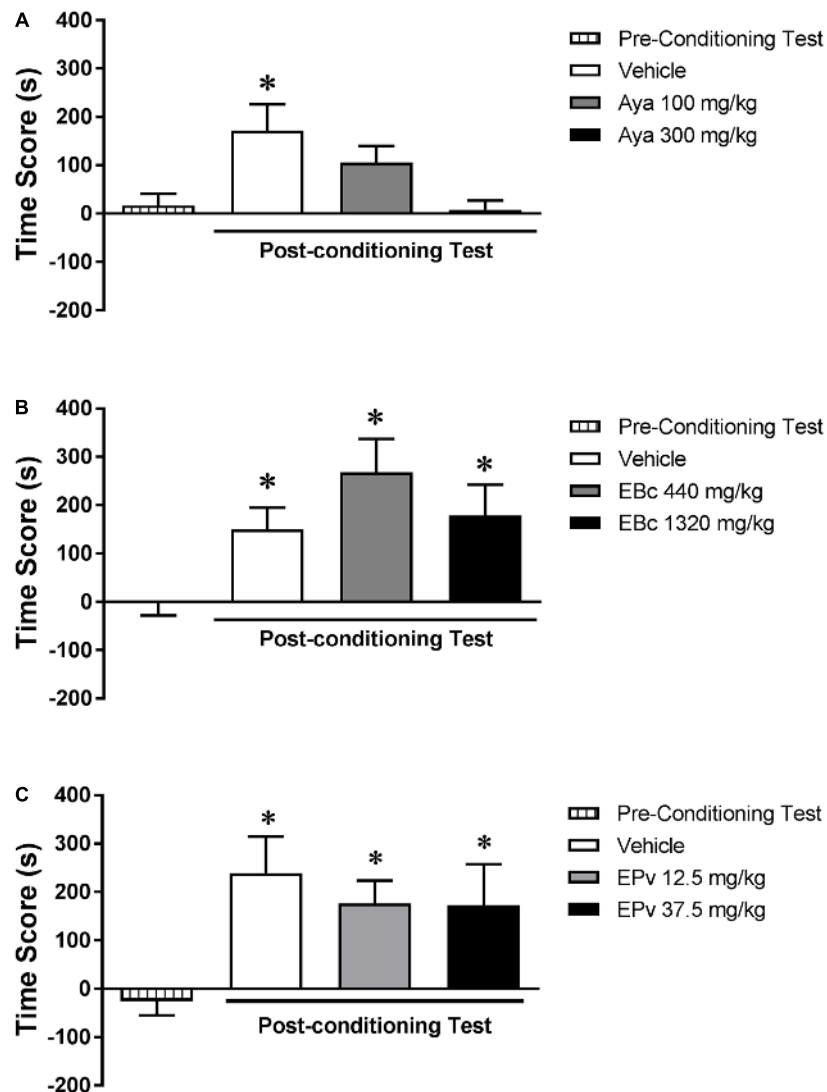 A
Time Score (s)
400
300
200
100
0
-100
-200
*
Post-conditioning Test
Pre-Conditioning Test
Vehicle
Aya 100 mg/kg
Aya 300 mg/kg
B
Time Score (s)
400
300
200
100
0
-100
-200
*
*
*
Post-conditioning Test
Pre-Conditioning Test
Vehicle
EBc 440 mg/kg
EBc 1320 mg/kg
C
Time Score (s)
400
300
200
100
0
-100
-200
*
*
*
Post-conditioning Test
Pre-Conditioning Test
Vehicle
EPv 12.5 mg/kg
EPv 37.5 mg/kg